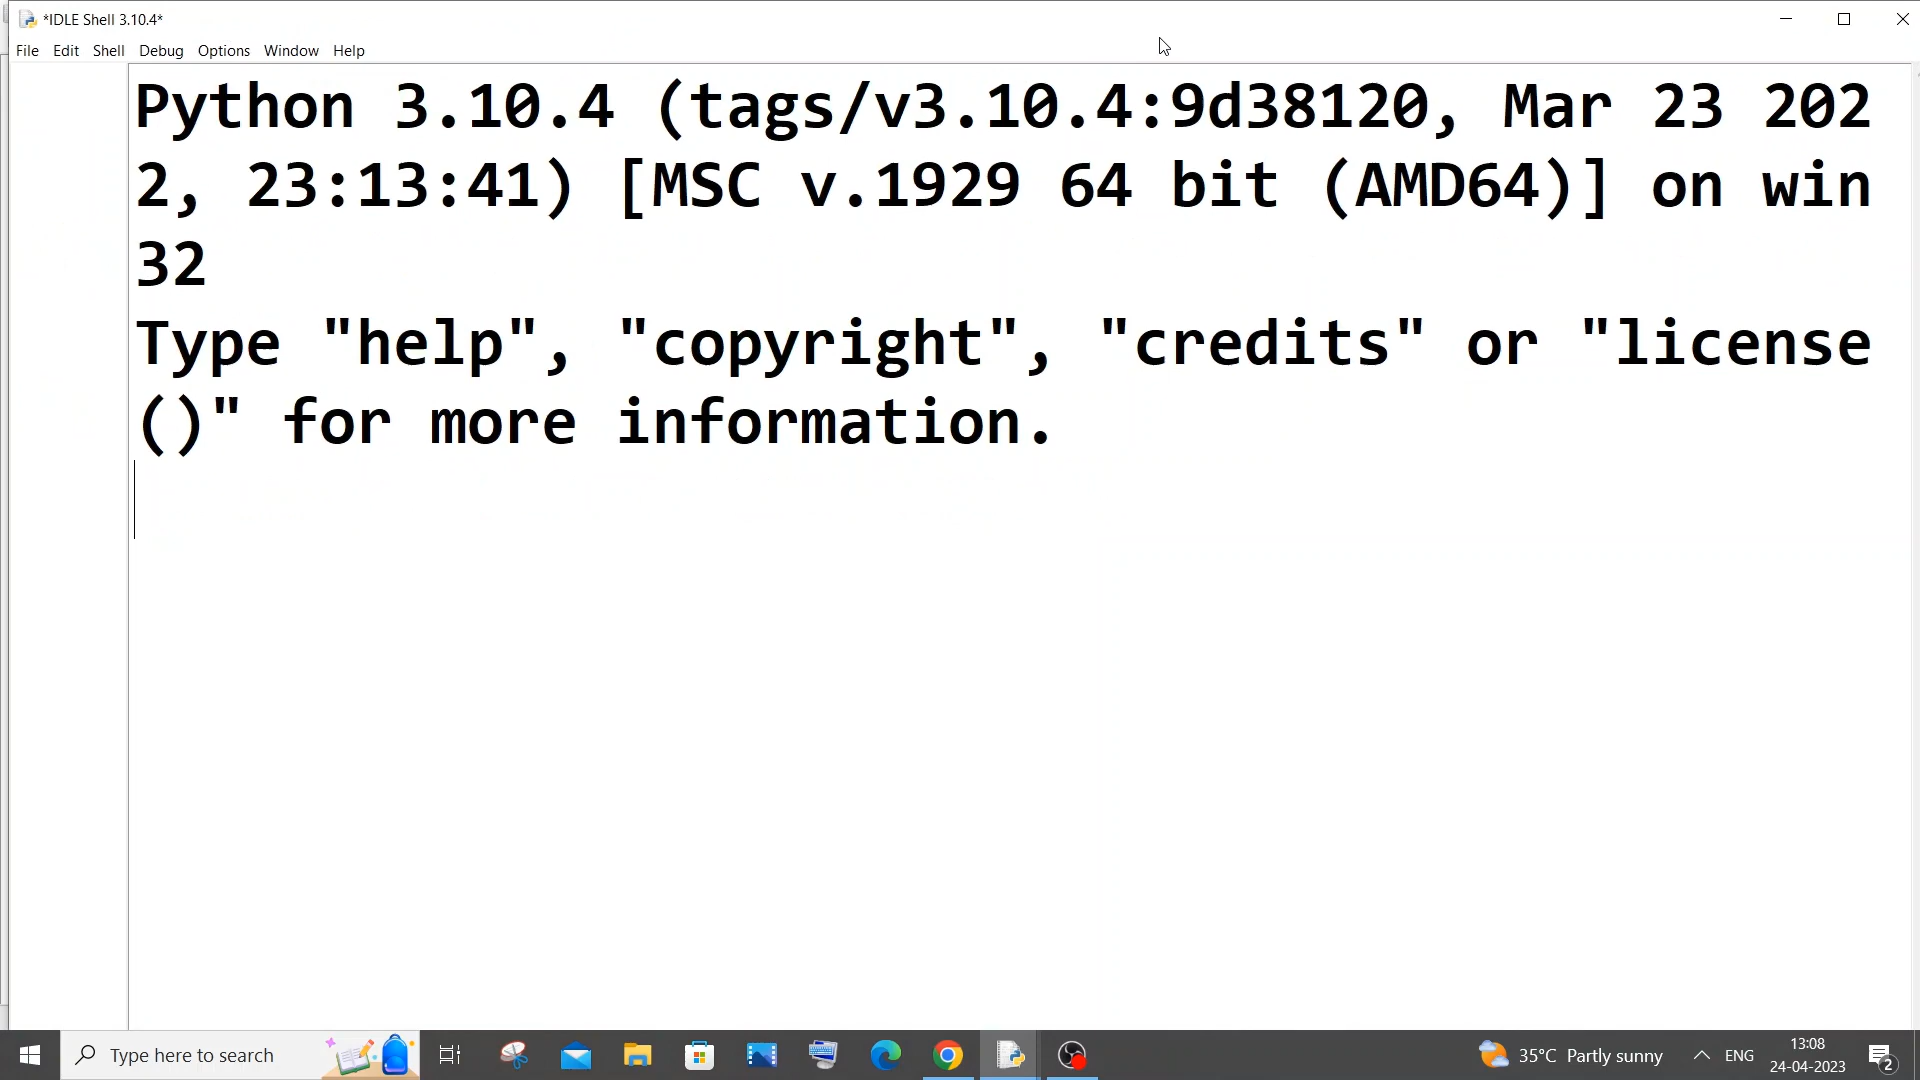 *IDLE Shell 3.10.4*
File Edit Shell Debug Options Window Help
Python 3.10.4 (tags/v3.10.4:9d38120, Mar 23 202
2, 23:13:41) [MSC v.1929 64 bit (AMD64)] on win
32
Type "help", "copyright", "credits" or "license
()" for more information.
Type here to search
35°C Partly sunny
ENG
13:08
24-04-2023
2